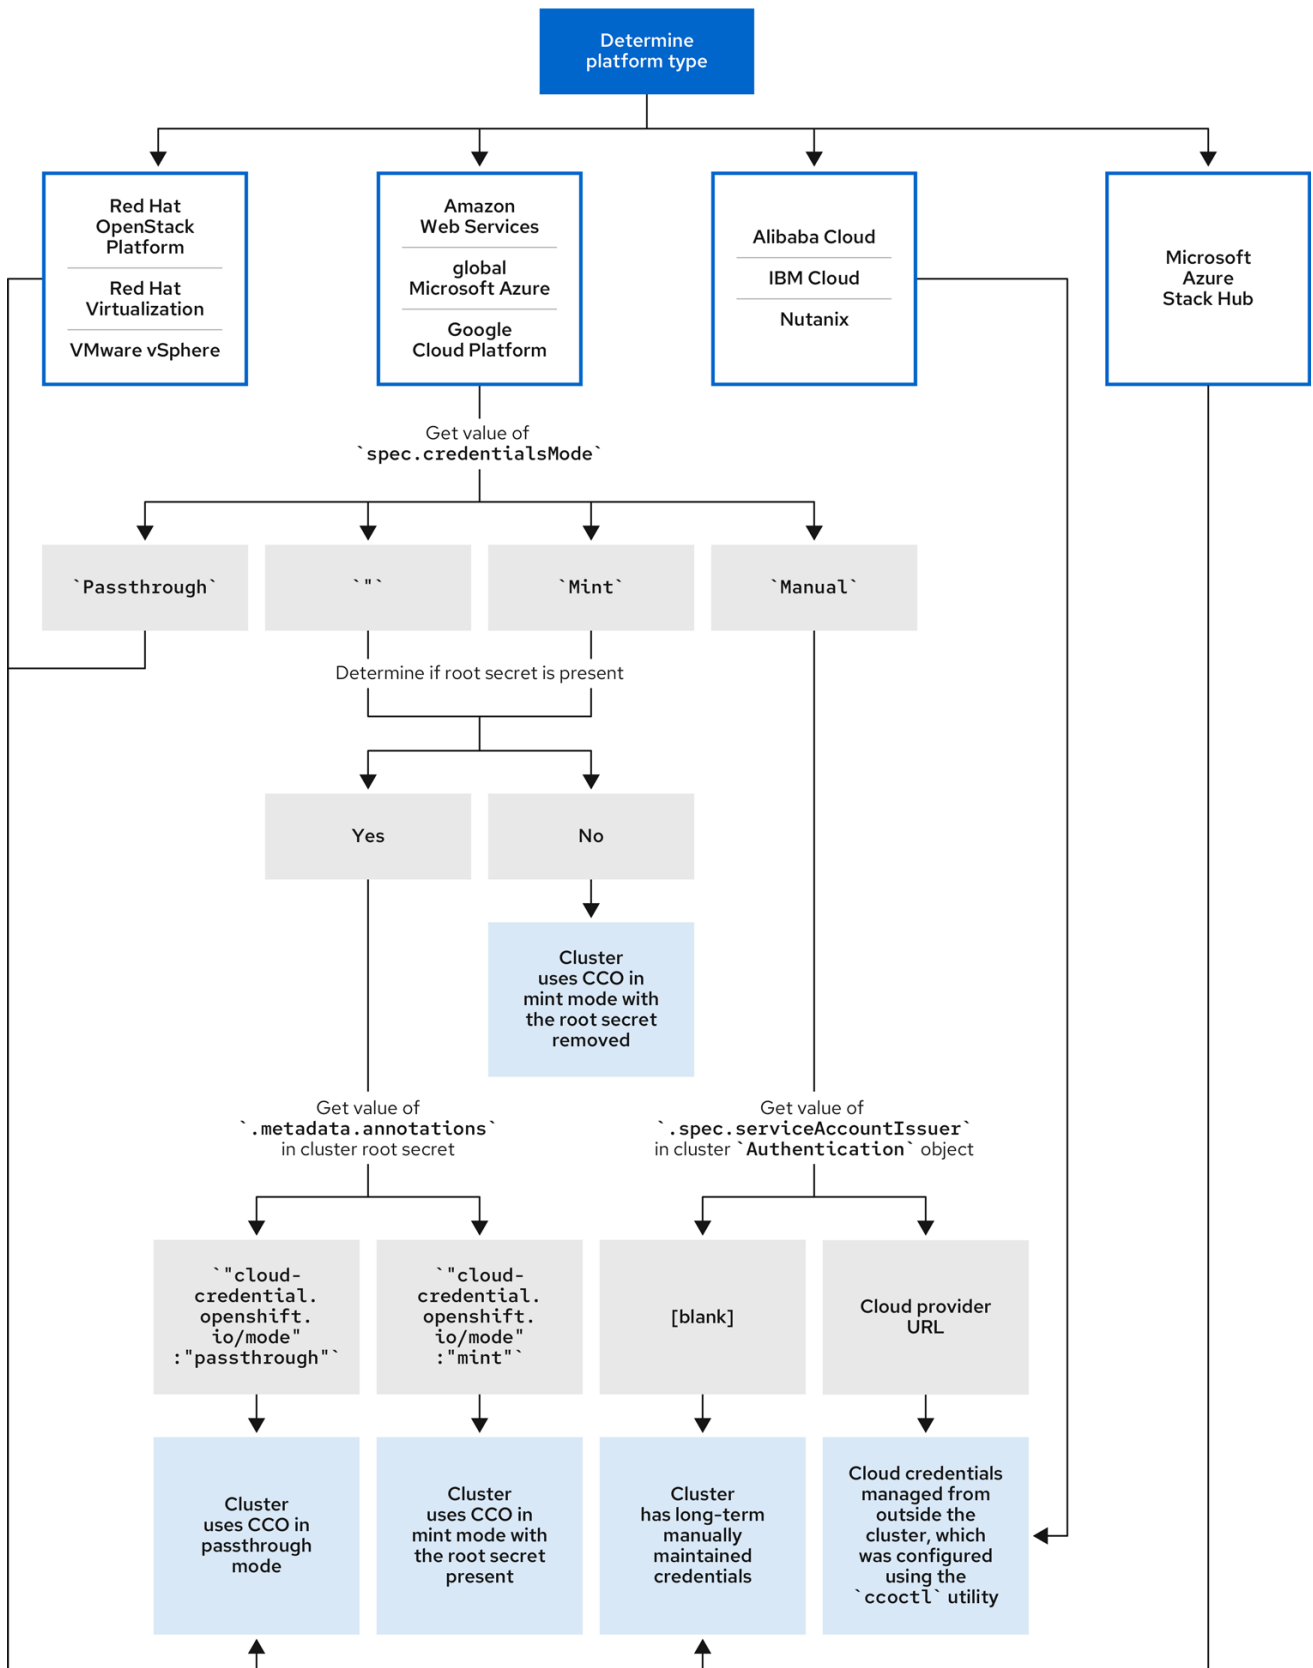 Determine
platform type
Red Hat
OpenStack
Platform
Red Hat
Virtualization
VMware vSphere
Amazon
Web Services
global
Microsoft Azure
Google
Cloud Platform
Alibaba Cloud
IBM Cloud
Nutanix
Microsoft
Azure
Stack Hub
Get value of
`spec.credentialsMode`
`Passthrough`
`"`
`Mint`
`Manual`
Determine if root secret is present
Yes
No
Cluster
uses CCO in
mint mode with
the root secret
removed
Get value of
`.metadata.annotations`
in cluster root secret
Get value of
`.spec.serviceAccountIssuer`
in cluster `Authentication` object
`"cloud-
credential.
openshift.
io/mode"
:"passthrough"`
`"cloud-
credential.
openshift.
io/mode"
:"mint"`
[blank]
Cloud provider
URL
Cluster
uses CCO in
passthrough
mode
Cluster
uses CCO in
mint mode with
the root secret
present
Cluster
has long-term
manually
maintained
credentials
Cloud credentials
managed from
outside the
cluster, which
was configured
using the
`ccoctl` utility